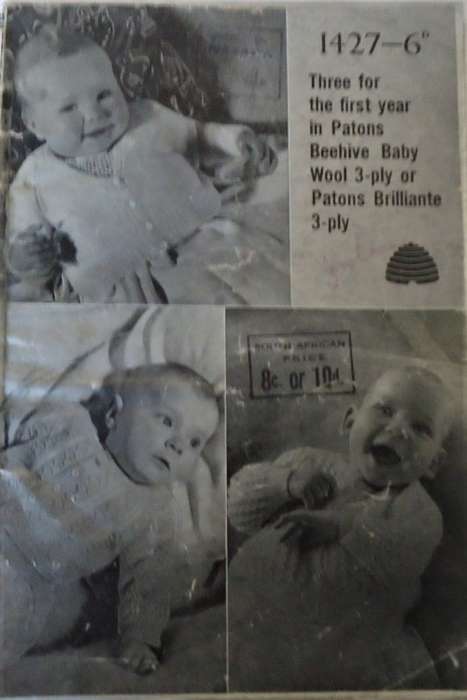 1427—6D
Three for
the first year
in Patons
Beehive Baby
Wool 3-ply or
Patons Brilliante
3-ply
SOUTH AFRICAN
PRICE
8c. or 10d.